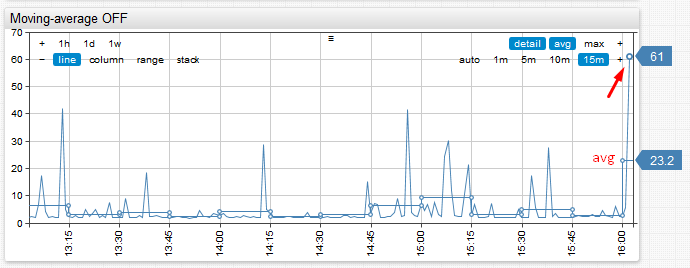 Moving-average OFF
70
+ 1h 1d 1w ≡ detail avg max +
− line column range stack auto 1m 5m 10m 15m +
60
61
50
40
30
avg
23.2
20
10
0
13:15 13:30 13:45 14:00 14:15 14:30 14:45 15:00 15:15 15:30 15:45 16:00